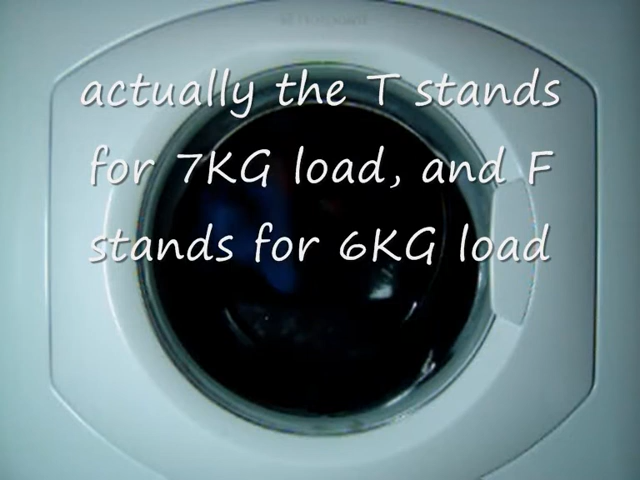 actually the T stands
for 7KG load, and F
stands for 6KG load